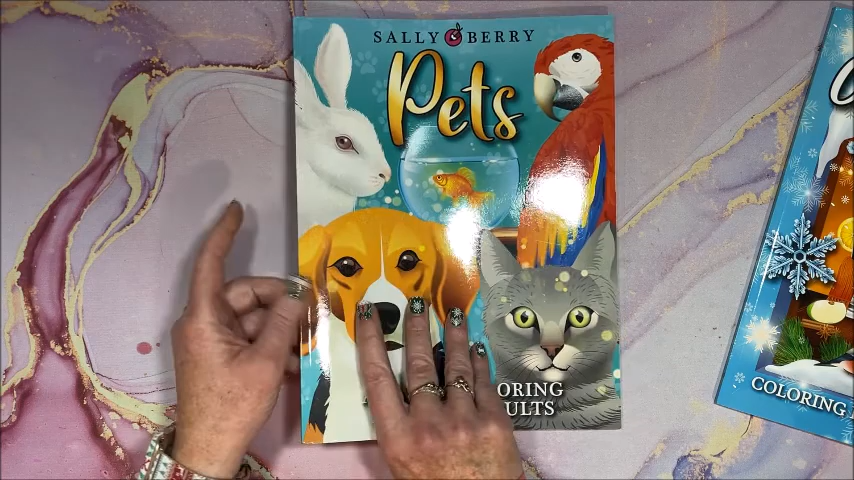 SALLY BERRY
Pets
ORING
ULTS
COLORING